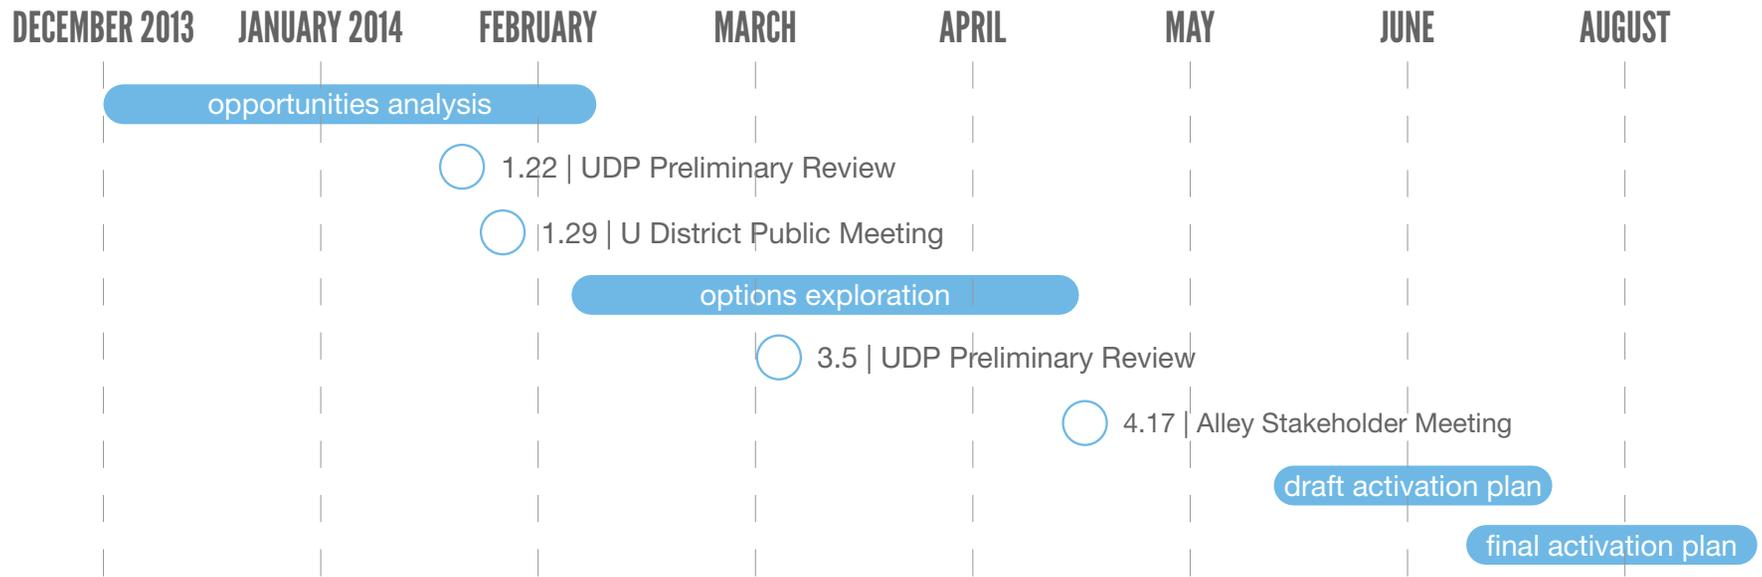 DECEMBER 2013 JANUARY 2014 FEBRUARY MARCH APRIL MAY JUNE AUGUST
opportunities analysis
1.22 | UDP Preliminary Review
1.29 | U District Public Meeting
options exploration
3.5 | UDP Preliminary Review
4.17 | Alley Stakeholder Meeting
draft activation plan
final activation plan